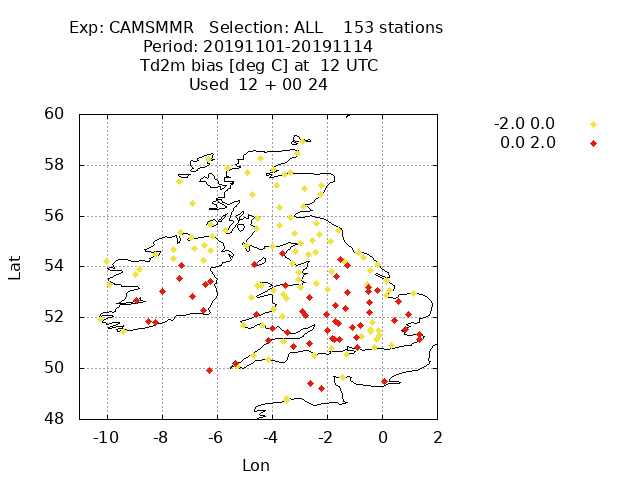 Exp: CAMSMMR Selection: ALL 153 stations
Period: 20191101-20191114
Td2m bias [deg C] at 12 UTC
Used 12 + 00 24
-2.0 0.0
0.0 2.0
60
58
56
54
52
50
48
Lat
-10 -8 -6 -4 -2 0 2
Lon